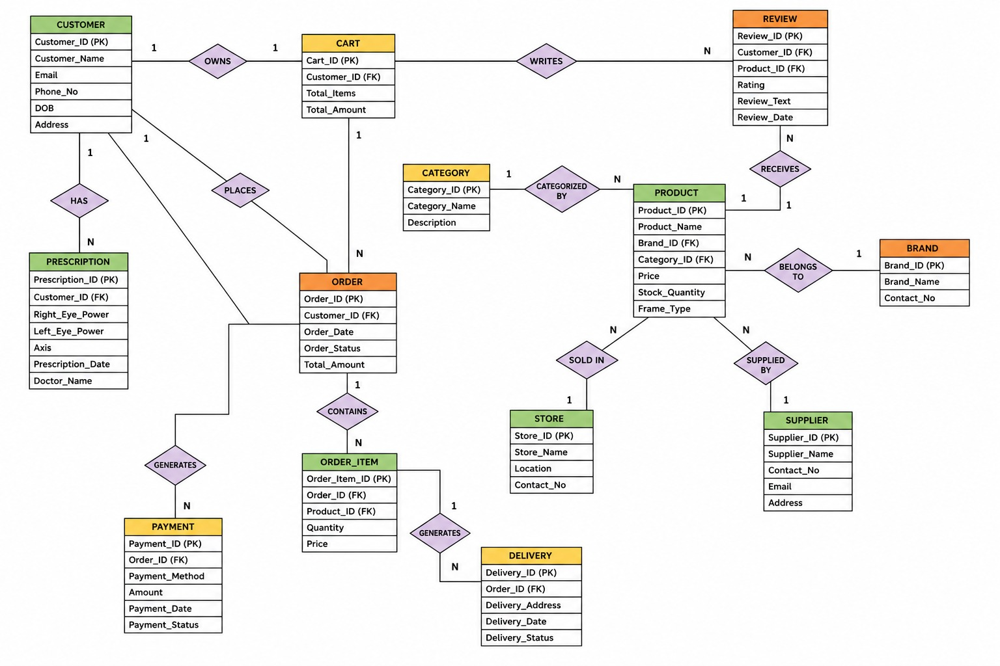 CUSTOMER
Customer_ID (PK)
Customer_Name
Email
Phone_No
DOB
Address
1
OWNS
1
CART
Cart_ID (PK)
Customer_ID (FK)
Total_Items
Total_Amount
WRITES
N
REVIEW
Review_ID (PK)
Customer_ID (FK)
Product_ID (FK)
Rating
Review_Text
Review_Date
1
1
1
N
HAS
PLACES
CATEGORY
Category_ID (PK)
Category_Name
Description
1
CATEGORIZED
BY
N
RECEIVES
1
1
PRODUCT
Product_ID (PK)
Product_Name
Brand_ID (FK)
Category_ID (FK)
Price
Stock_Quantity
Frame_Type
N
BELONGS
TO
1
BRAND
Brand_ID (PK)
Brand_Name
Contact_No
N
PRESCRIPTION
Prescription_ID (PK)
Customer_ID (FK)
Right_Eye_Power
Left_Eye_Power
Axis
Prescription_Date
Doctor_Name
N
ORDER
Order_ID (PK)
Customer_ID (FK)
Order_Date
Order_Status
Total_Amount
N
SOLD IN
1
N
SUPPLIED
BY
1
1
CONTAINS
N
STORE
Store_ID (PK)
Store_Name
Location
Contact_No
SUPPLIER
Supplier_ID (PK)
Supplier_Name
Contact_No
Email
Address
GENERATES
N
ORDER_ITEM
Order_Item_ID (PK)
Order_ID (FK)
Product_ID (FK)
Quantity
Price
1
GENERATES
N
PAYMENT
Payment_ID (PK)
Order_ID (FK)
Payment_Method
Amount
Payment_Date
Payment_Status
DELIVERY
Delivery_ID (PK)
Order_ID (FK)
Delivery_Address
Delivery_Date
Delivery_Status